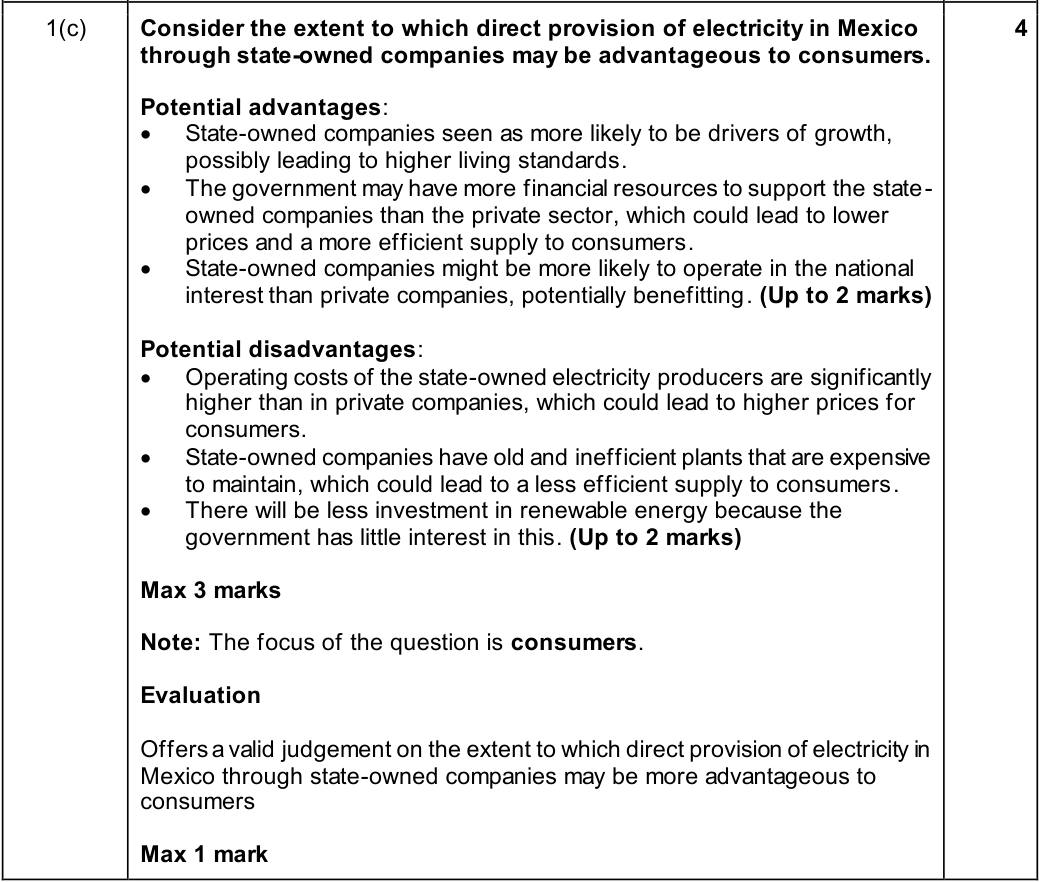 1(c)
Consider the extent to which direct provision of electricity in Mexico
through state-owned companies may be advantageous to consumers.
4
Potential advantages:
• State-owned companies seen as more likely to be drivers of growth,
possibly leading to higher living standards.
• The government may have more financial resources to support the state-
owned companies than the private sector, which could lead to lower
prices and a more efficient supply to consumers.
• State-owned companies might be more likely to operate in the national
interest than private companies, potentially benefitting. (Up to 2 marks)
Potential disadvantages:
• Operating costs of the state-owned electricity producers are significantly
higher than in private companies, which could lead to higher prices for
consumers.
• State-owned companies have old and inefficient plants that are expensive
to maintain, which could lead to a less efficient supply to consumers.
• There will be less investment in renewable energy because the
government has little interest in this. (Up to 2 marks)
Max 3 marks
Note: The focus of the question is consumers.
Evaluation
Offers a valid judgement on the extent to which direct provision of electricity in
Mexico through state-owned companies may be more advantageous to
consumers
Max 1 mark